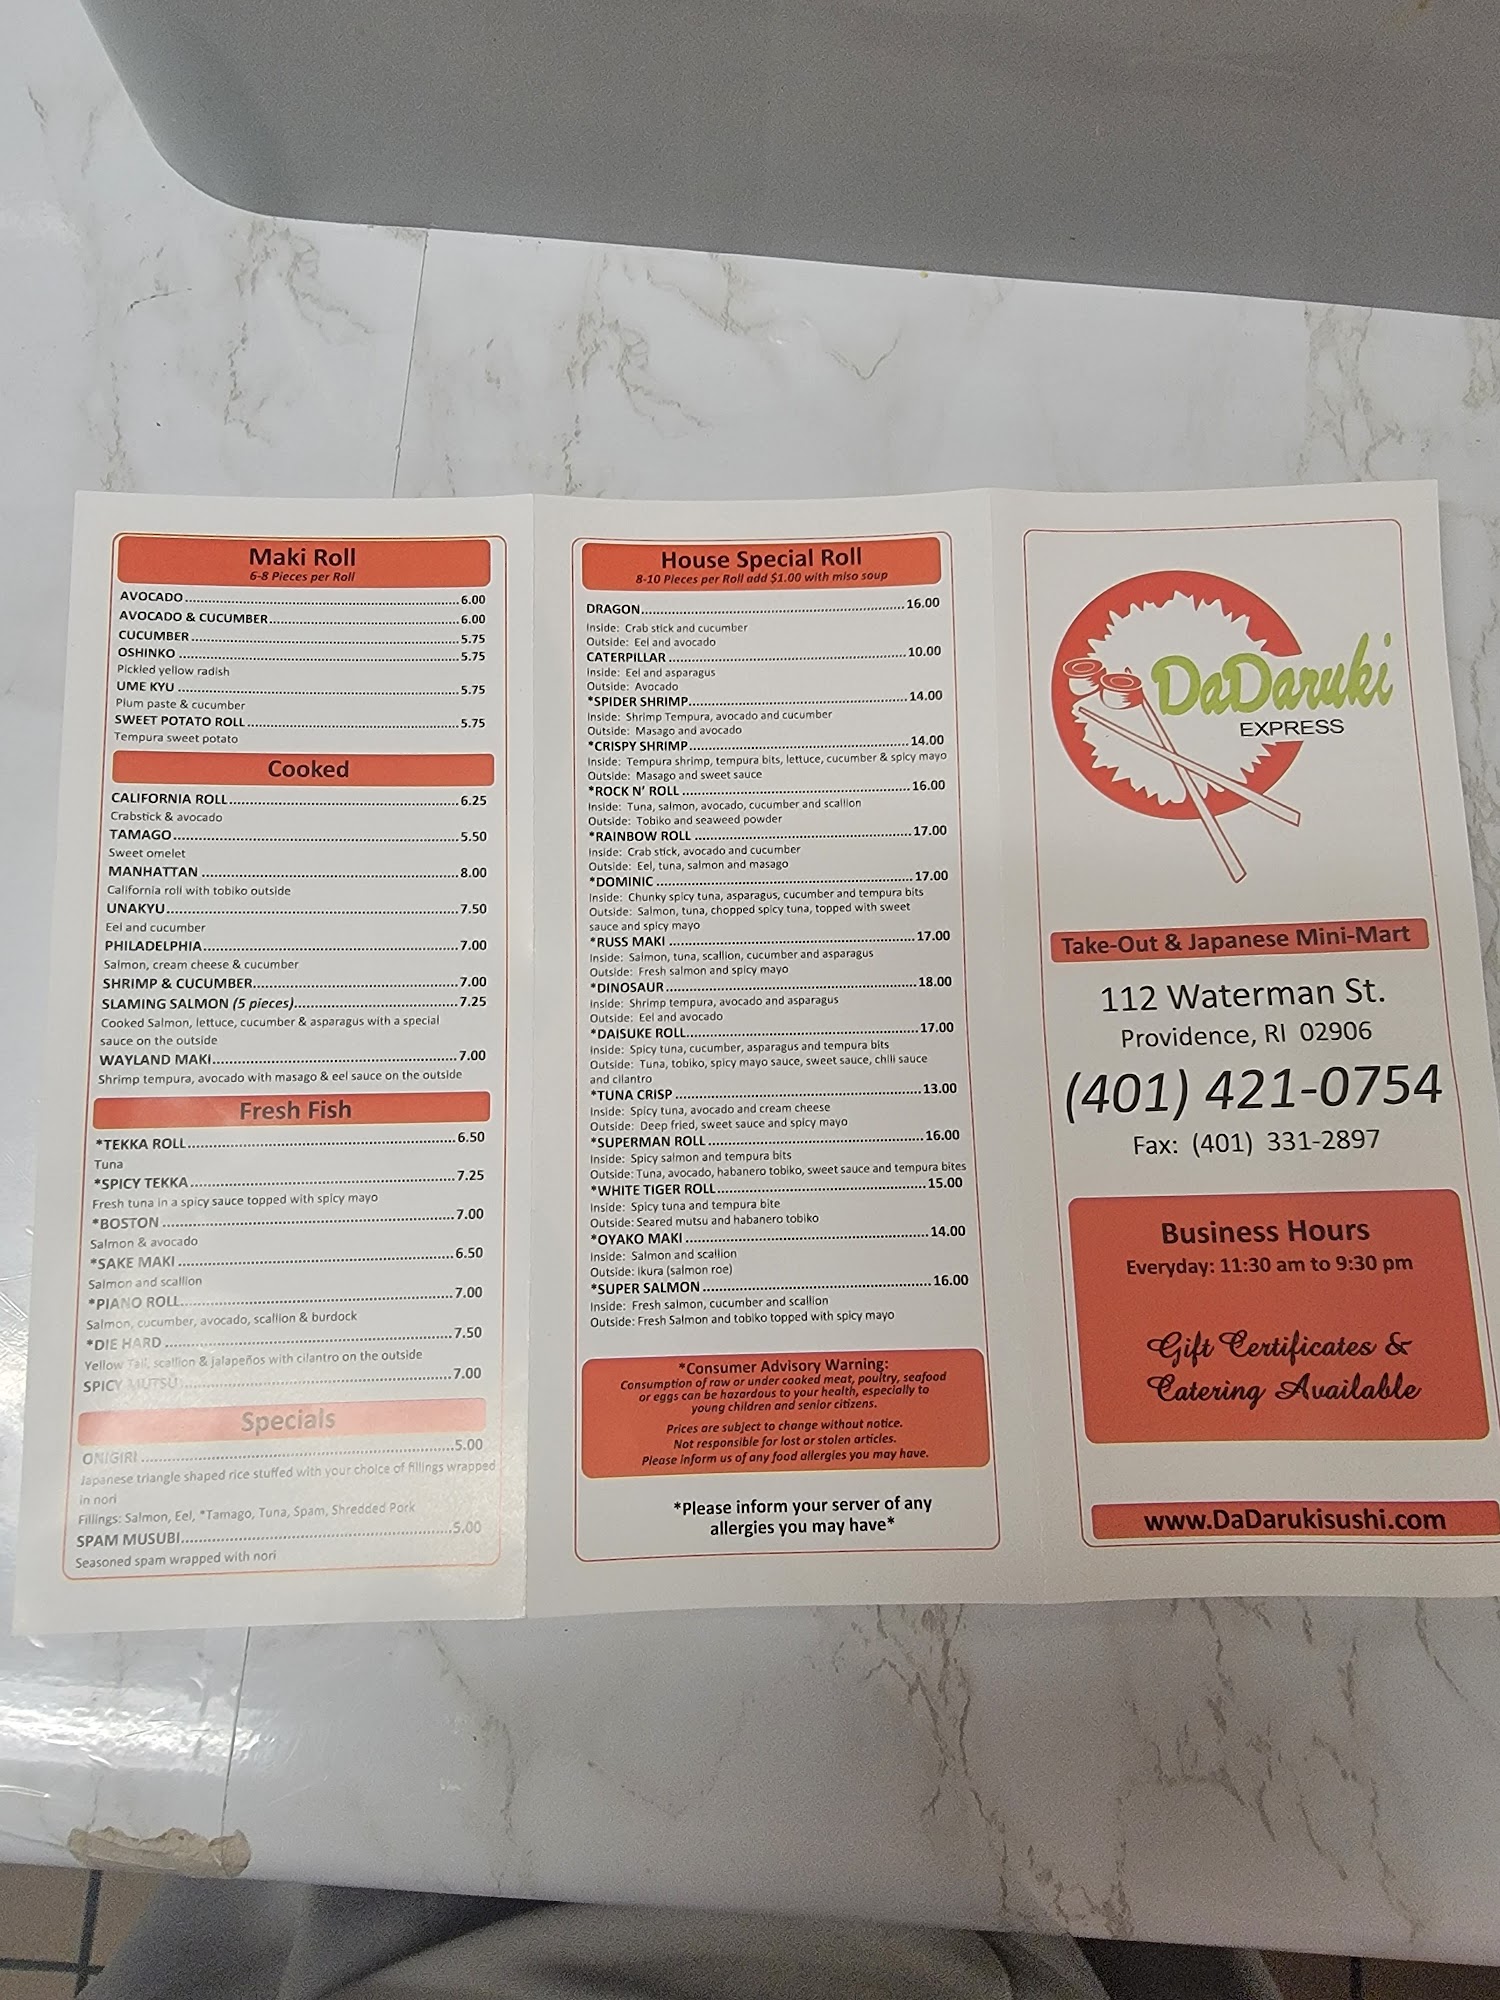 Maki Roll
6-8 Pieces per Roll
AVOCADO 6.00
AVOCADO & CUCUMBER 6.00
CUCUMBER 5.75
OSHINKO 5.75
Pickled yellow radish
UME KYU 5.75
Plum paste & cucumber
SWEET POTATO ROLL 5.75
Tempura sweet potato
Cooked
CALIFORNIA ROLL 6.25
Crabstick & avocado
TAMAGO 5.50
Sweet omelet
MANHATTAN 8.00
California roll with tobiko outside
UNAKYU 7.50
Eel and cucumber
PHILADELPHIA 7.00
Salmon, cream cheese & cucumber
SHRIMP & CUCUMBER 7.00
SLAMING SALMON (5 pieces) 7.25
Cooked Salmon, lettuce, cucumber & asparagus with a special
sauce on the outside
WAYLAND MAKI 7.00
Shrimp tempura, avocado with masago & eel sauce on the outside
Fresh Fish
*TEKKA ROLL 6.50
Tuna
*SPICY TEKKA 7.25
Fresh tuna in a spicy sauce topped with spicy mayo
*BOSTON 7.00
Salmon & avocado
*SAKE MAKI 6.50
Salmon and scallion
*PIANO ROLL 7.00
Salmon, cucumber, avocado, scallion & burdock
*DIE HARD 7.50
Yellow Tail, scallion & jalapeños with cilantro on the outside
SPICY MUTSU 7.00
Specials
ONIGIRI 5.00
Japanese triangle shaped rice stuffed with your choice of fillings wrapped
in nori
Fillings: Salmon, Eel, *Tamago, Tuna, Spam, Shredded Pork
SPAM MUSUBI 5.00
Seasoned spam wrapped with nori
House Special Roll
8-10 Pieces per Roll add $1.00 with miso soup
DRAGON 16.00
Inside: Crab stick and cucumber
Outside: Eel and avocado
CATERPILLAR 10.00
Inside: Eel and asparagus
Outside: Avocado
*SPIDER SHRIMP 14.00
Inside: Shrimp Tempura, avocado and cucumber
Outside: Masago and avocado
*CRISPY SHRIMP 14.00
Inside: Tempura shrimp, tempura bits, lettuce, cucumber & spicy mayo
Outside: Masago and sweet sauce
*ROCK N' ROLL 16.00
Inside: Tuna, salmon, avocado, cucumber and scallion
Outside: Tobiko and seaweed powder
*RAINBOW ROLL 17.00
Inside: Crab stick, avocado and cucumber
Outside: Eel, tuna, salmon and masago
*DOMINIC 17.00
Inside: Chunky spicy tuna, asparagus, cucumber and tempura bits
Outside: Salmon, tuna, chopped spicy tuna, topped with sweet
sauce and spicy mayo
*RUSS MAKI 17.00
Inside: Salmon, tuna, scallion, cucumber and asparagus
Outside: Fresh salmon and spicy mayo
*DINOSAUR 18.00
Inside: Shrimp tempura, avocado and asparagus
Outside: Eel and avocado
*DAISUKE ROLL 17.00
Inside: Spicy tuna, cucumber, asparagus and tempura bits
Outside: Tuna, tobiko, spicy mayo sauce, sweet sauce, chili sauce
and cilantro
*TUNA CRISP 13.00
Inside: Spicy tuna, avocado and cream cheese
Outside: Deep fried, sweet sauce and spicy mayo
*SUPERMAN ROLL 16.00
Inside: Spicy salmon and tempura bits
Outside: Tuna, avocado, habanero tobiko, sweet sauce and tempura bites
*WHITE TIGER ROLL 15.00
Inside: Spicy tuna and tempura bite
Outside: Seared mutsu and habanero tobiko
*OYAKO MAKI 14.00
Inside: Salmon and scallion
Outside: Ikura (salmon roe)
*SUPER SALMON 16.00
Inside: Fresh salmon, cucumber and scallion
Outside: Fresh Salmon and tobiko topped with spicy mayo
*Consumer Advisory Warning:
Consumption of raw or under cooked meat, poultry, seafood
or eggs can be hazardous to your health, especially to
young children and senior citizens.
Prices are subject to change without notice.
Not responsible for lost or stolen articles.
Please inform us of any food allergies you may have.
*Please inform your server of any
allergies you may have*
DaDaruki
EXPRESS
Take-Out & Japanese Mini-Mart
112 Waterman St.
Providence, RI 02906
(401) 421-0754
Fax: (401) 331-2897
Business Hours
Everyday: 11:30 am to 9:30 pm
Gift Certificates &
Catering Available
www.DaDarukisushi.com